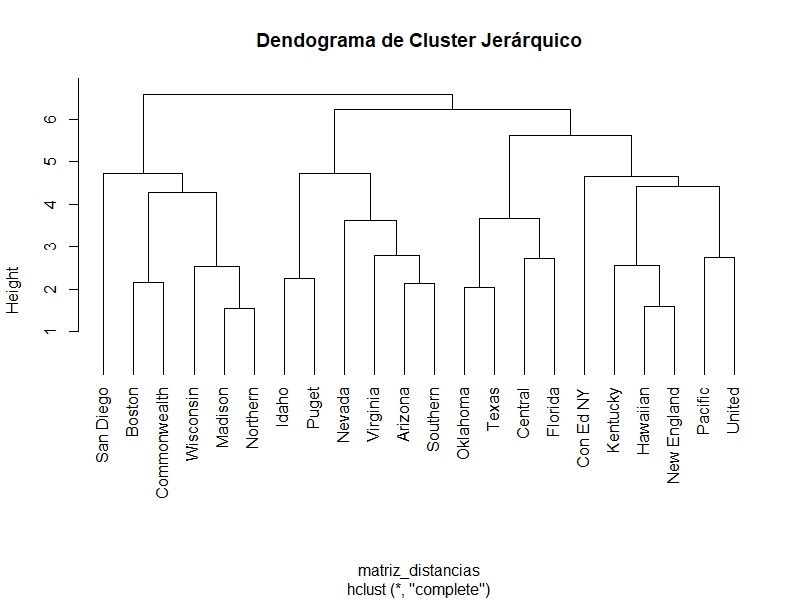 Dendograma de Cluster Jerárquico
Height
6
5
4
3
2
1
San Diego
Boston
Commonwealth
Wisconsin
Madison
Northern
Idaho
Puget
Nevada
Virginia
Arizona
Southern
Oklahoma
Texas
Central
Florida
Con Ed NY
Kentucky
Hawaiian
New England
Pacific
United
matriz_distancias
hclust (*, "complete")